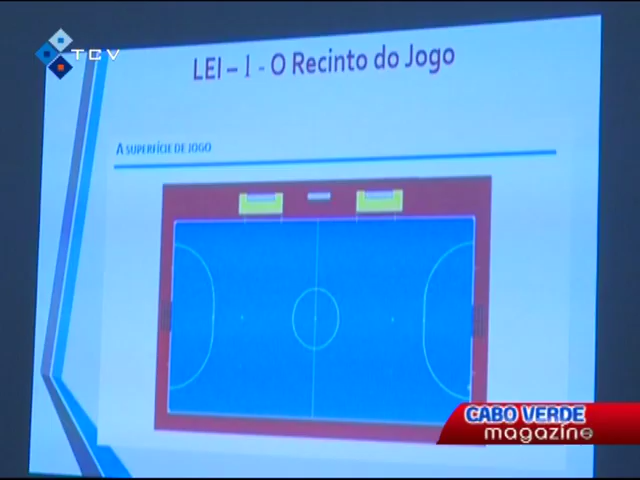 TCV
LEI – I - O Recinto do Jogo
A SUPERFÍCIE DE JOGO
CABO VERDE
magazine